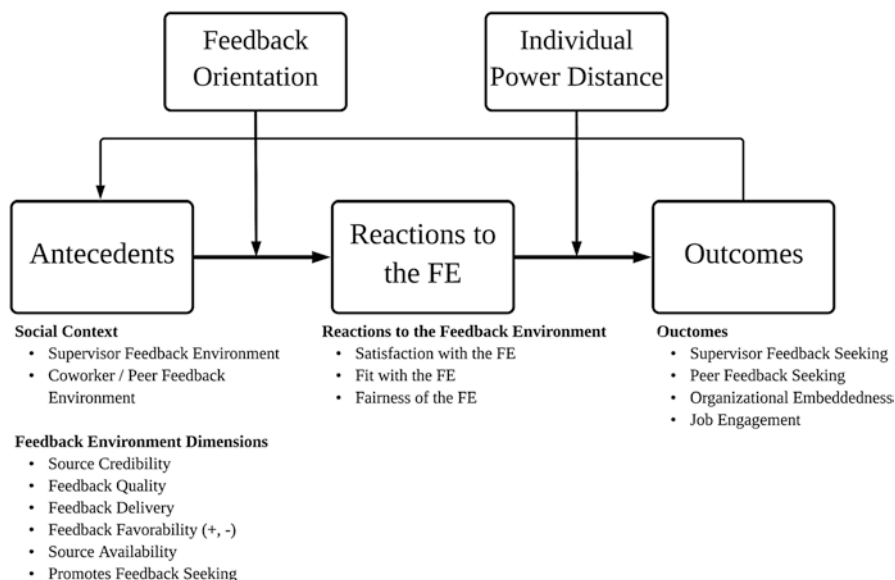 Feedback
Orientation
Individual
Power Distance
Antecedents
Reactions to
the FE
Outcomes
Social Context
• Supervisor Feedback Environment
• Coworker / Peer Feedback
Environment
Feedback Environment Dimensions
• Source Credibility
• Feedback Quality
• Feedback Delivery
• Feedback Favorability (+, -)
• Source Availability
• Promotes Feedback Seeking
Reactions to the Feedback Environment
• Satisfaction with the FE
• Fit with the FE
• Fairness of the FE
Ouctomes
• Supervisor Feedback Seeking
• Peer Feedback Seeking
• Organizational Embeddedness
• Job Engagement